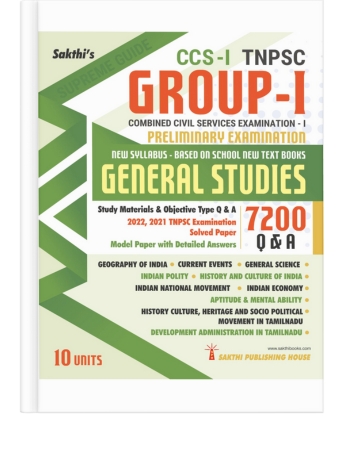 Sakthi's
SUPREME GUIDE
CCS-I TNPSC
GROUP-I
COMBINED CIVIL SERVICES EXAMINATION - I
PRELIMINARY EXAMINATION
NEW SYLLABUS - BASED ON SCHOOL NEW TEXT BOOKS
GENERAL STUDIES
Study Materials & Objective Type Q & A
2022, 2021 TNPSC Examination
Solved Paper
Model Paper with Detailed Answers
7200
Q & A
GEOGRAPHY OF INDIA • CURRENT EVENTS • GENERAL SCIENCE •
INDIAN POLITY • HISTORY AND CULTURE OF INDIA •
INDIAN NATIONAL MOVEMENT • INDIAN ECONOMY •
APTITUDE & MENTAL ABILITY •
HISTORY CULTURE, HERITAGE AND SOCIO POLITICAL •
MOVEMENT IN TAMILNADU
DEVELOPMENT ADMINISTRATION IN TAMILNADU •
10 UNITS
www.sakthibooks.com
SAKTHI PUBLISHING HOUSE